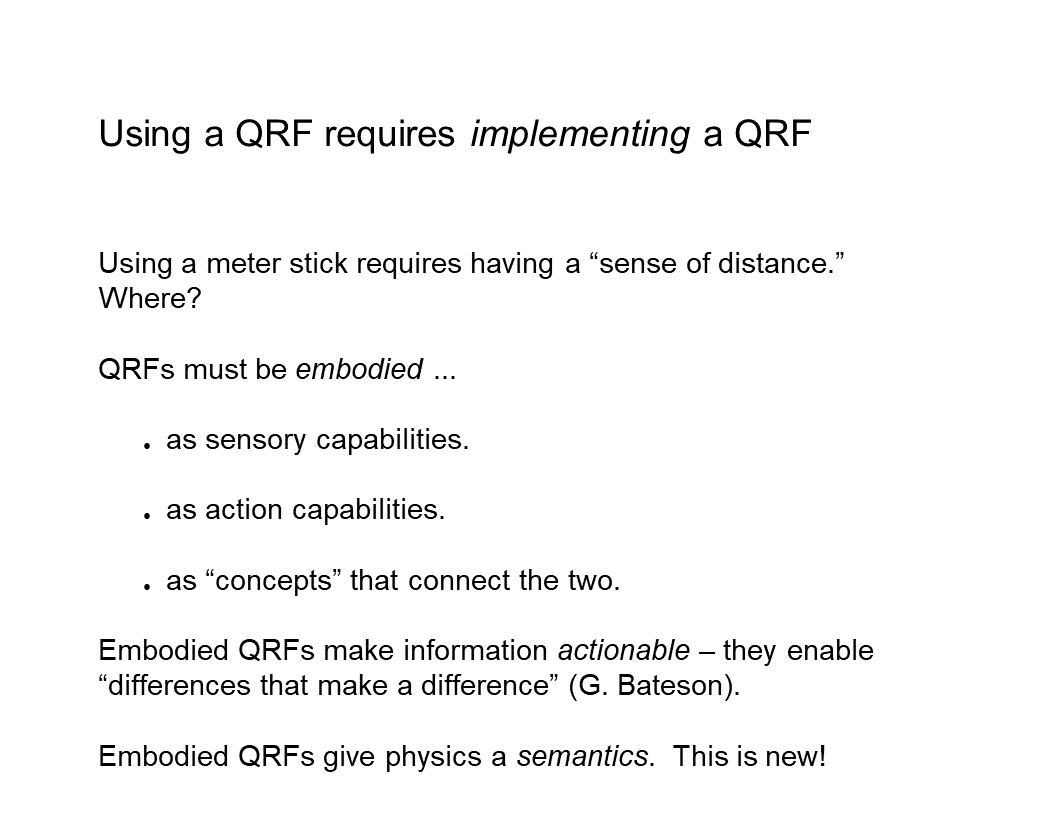 Using a QRF requires implementing a QRF
Using a meter stick requires having a “sense of distance.”
Where?
QRFs must be embodied ...
• as sensory capabilities.
• as action capabilities.
• as “concepts” that connect the two.
Embodied QRFs make information actionable – they enable
“differences that make a difference” (G. Bateson).
Embodied QRFs give physics a semantics.  This is new!